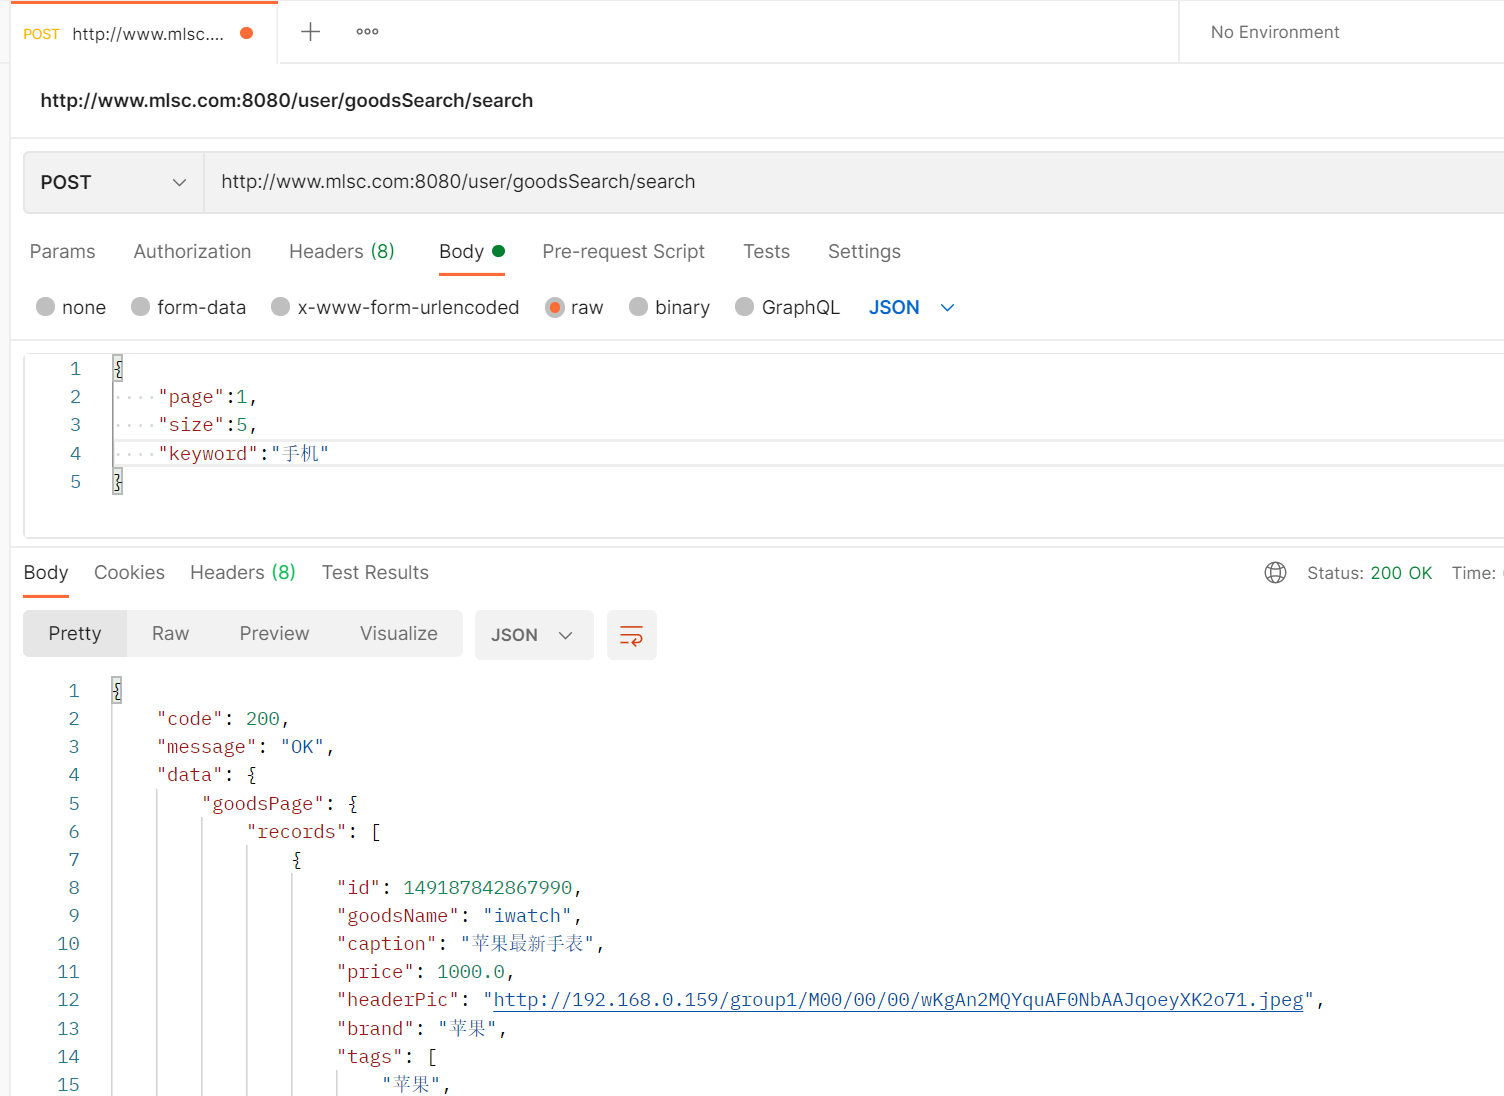 POST http://www.mlsc.... No Environment
http://www.mlsc.com:8080/user/goodsSearch/search
POST http://www.mlsc.com:8080/user/goodsSearch/search
Params Authorization Headers (8) Body Pre-request Script Tests Settings
none form-data x-www-form-urlencoded raw binary GraphQL JSON
1 {
2 "page":1,
3 "size":5,
4 "keyword":"手机"
5 }
Body Cookies Headers (8) Test Results Status: 200 OK Time:
Pretty Raw Preview Visualize JSON
1 {
2 "code": 200,
3 "message": "OK",
4 "data": {
5 "goodsPage": {
6 "records": [
7 {
8 "id": 149187842867990,
9 "goodsName": "iwatch",
10 "caption": "苹果最新手表",
11 "price": 1000.0,
12 "headerPic": "http://192.168.0.159/group1/M00/00/00/wKgAn2MQYquAF0NbAAJqoeyXK2o71.jpeg",
13 "brand": "苹果",
14 "tags": [
15 "苹果",